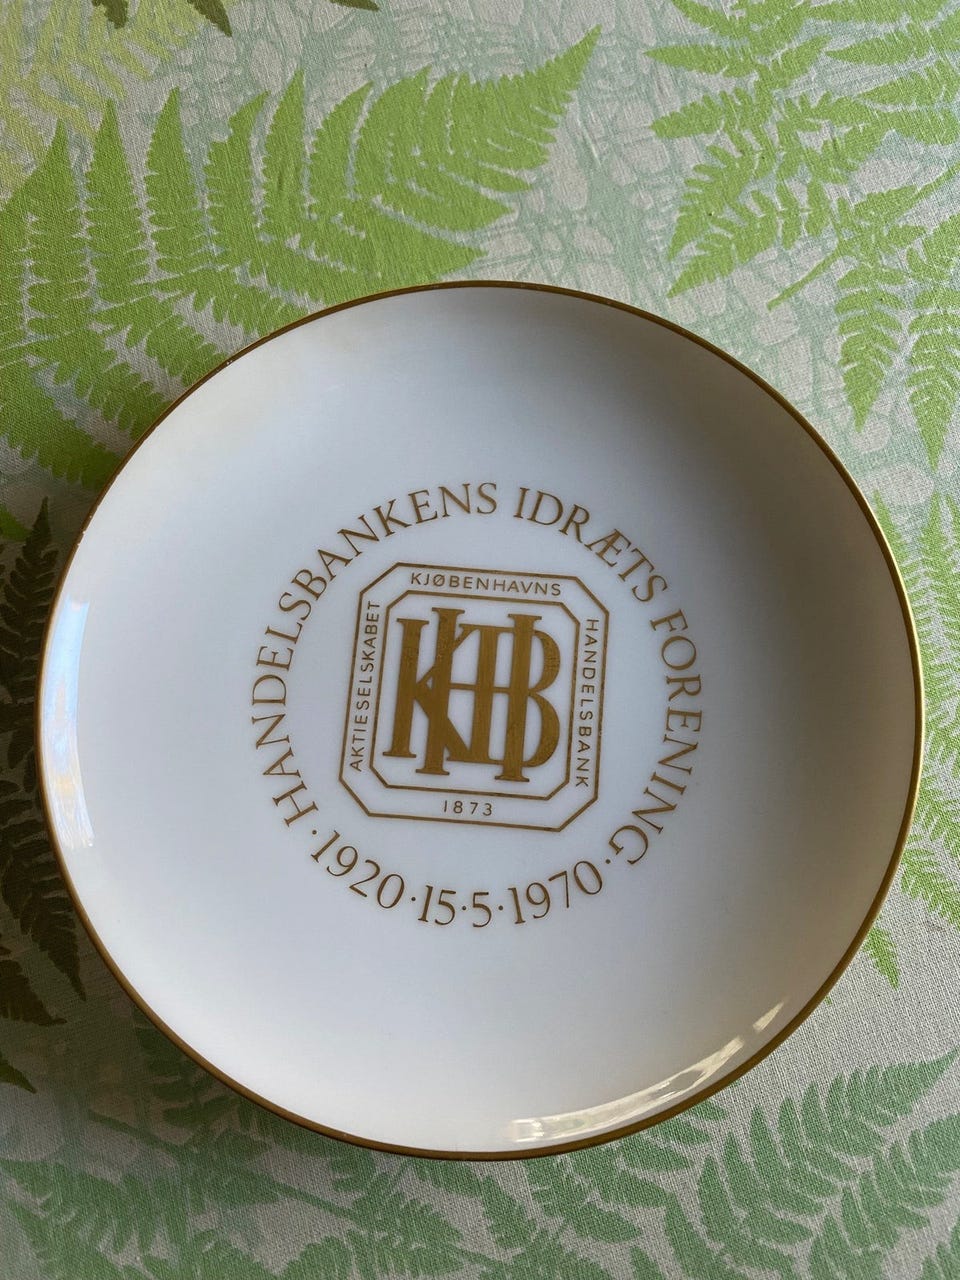 HANDELSBANKENS IDRÆTS FORENING
·1920·15·5·1970·
AKTIESELSKABET
KJØBENHAVNS
HANDELSBANK
KHB
1873